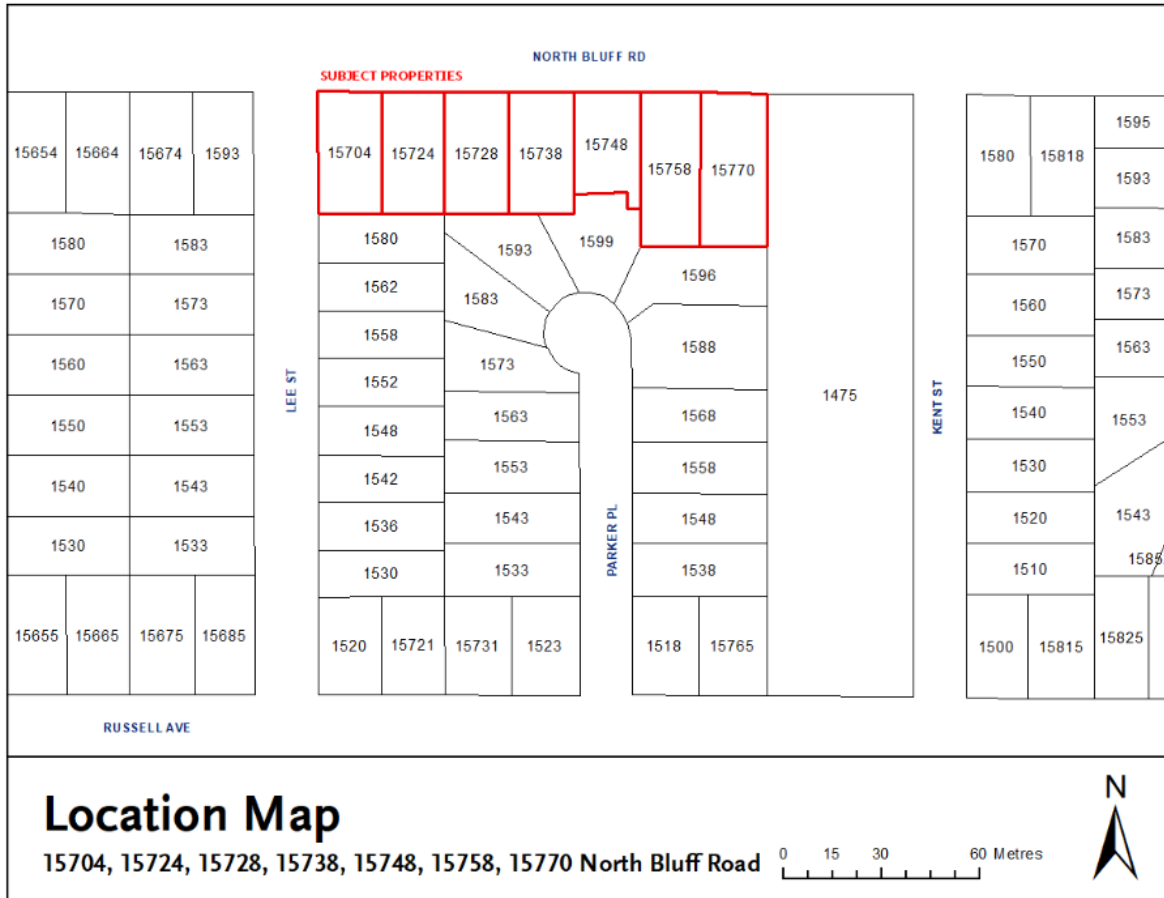 NORTH BLUFF RD
SUBJECT PROPERTIES
15654 15664 15674 1593 15704 15724 15728 15738 15748 15758 15770 1580 15818 1595
1593
1580 1583 1580 1593 1599 1596 1570 1583
1570 1573 1562 1583 1560 1573
1560 1563 1558 1573 1588 1550 1563
LEE ST
1552 1475 KENT ST
1550 1553 1548 1563 1568 1540 1553
1540 1543 1542 1553 1558 1530
1530 1533 1536 1543 PARKER PL 1548 1520 1543
1530 1533 1538 1510 1585
15655 15665 15675 15685 1520 15721 15731 1523 1518 15765 1500 15815 15825
RUSSELL AVE
Location Map
15704, 15724, 15728, 15738, 15748, 15758, 15770 North Bluff Road
0 15 30 60 Metres
N